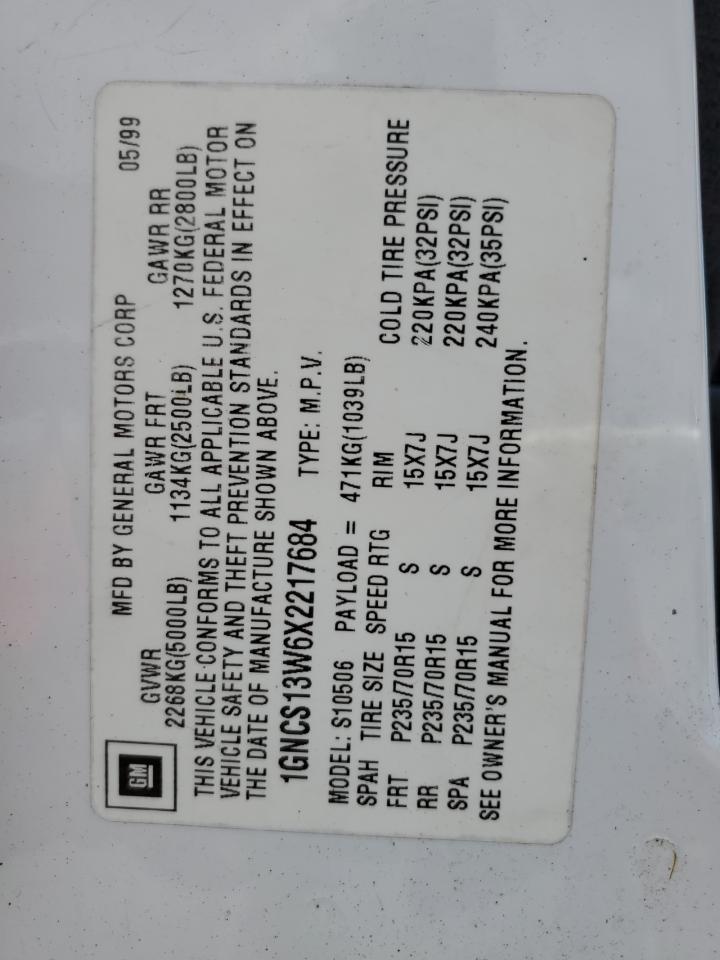 GM
MFD BY GENERAL MOTORS CORP 05/99
GVWR GAWR FRT GAWR RR
2268KG(5000LB) 1134KG(2500LB) 1270KG(2800LB)
THIS VEHICLE CONFORMS TO ALL APPLICABLE U.S. FEDERAL MOTOR
VEHICLE SAFETY AND THEFT PREVENTION STANDARDS IN EFFECT ON
THE DATE OF MANUFACTURE SHOWN ABOVE.
1GNCS13W6X2217684 TYPE: M.P.V.
MODEL: S10506 PAYLOAD = 471KG(1039LB)
SPAH TIRE SIZE SPEED RTG RIM COLD TIRE PRESSURE
FRT P235/70R15 S 15X7J 220KPA(32PSI)
RR P235/70R15 S 15X7J 220KPA(32PSI)
SPA P235/70R15 S 15X7J 240KPA(35PSI)
SEE OWNER'S MANUAL FOR MORE INFORMATION.